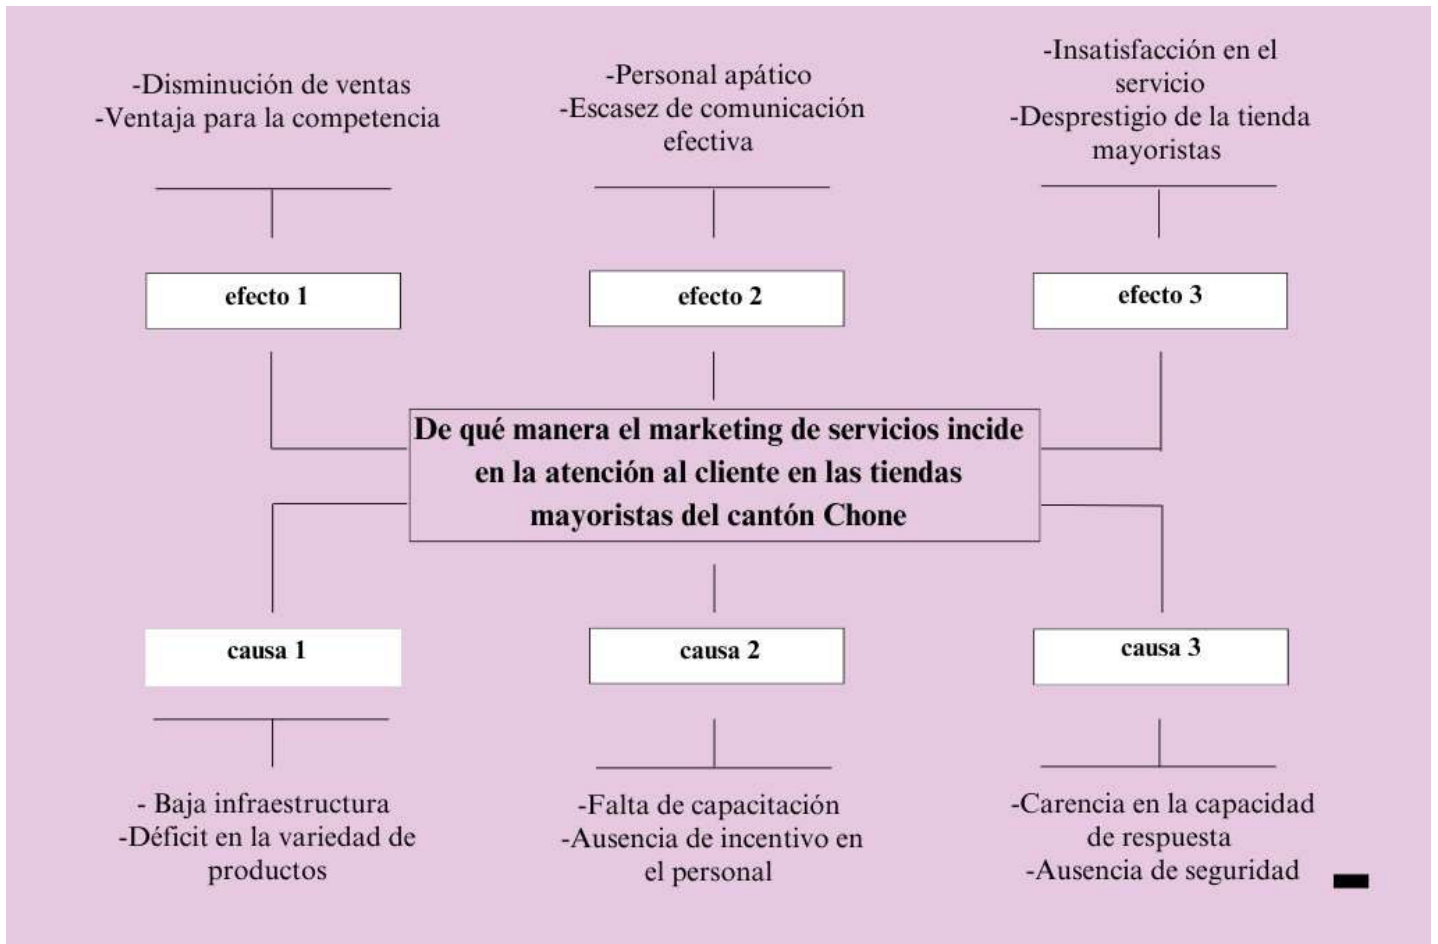 -Disminución de ventas
-Ventaja para la competencia
-Personal apático
-Escasez de comunicación
efectiva
-Insatisfacción en el
servicio
-Desprestigio de la tienda
mayoristas
efecto 1
efecto 2
efecto 3
De qué manera el marketing de servicios incide
en la atención al cliente en las tiendas
mayoristas del cantón Chone
causa 1
causa 2
causa 3
- Baja infraestructura
-Déficit en la variedad de
productos
-Falta de capacitación
-Ausencia de incentivo en
el personal
-Carencia en la capacidad
de respuesta
-Ausencia de seguridad